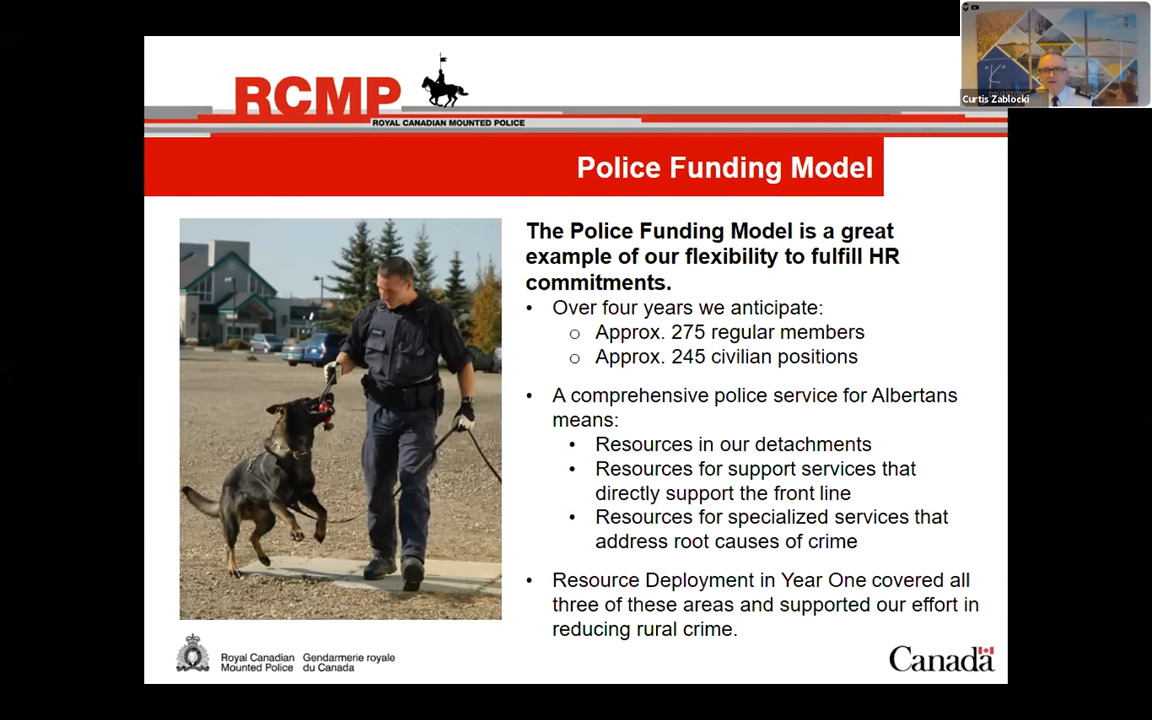 Curtis Zablocki
"K"
RCMP
ROYAL CANADIAN MOUNTED POLICE
Police Funding Model
The Police Funding Model is a great
example of our flexibility to fulfill HR
commitments.
• Over four years we anticipate:
o Approx. 275 regular members
o Approx. 245 civilian positions
• A comprehensive police service for Albertans
means:
• Resources in our detachments
• Resources for support services that
directly support the front line
• Resources for specialized services that
address root causes of crime
• Resource Deployment in Year One covered all
three of these areas and supported our effort in
reducing rural crime.
Royal Canadian Gendarmerie royale
Mounted Police du Canada
Canada